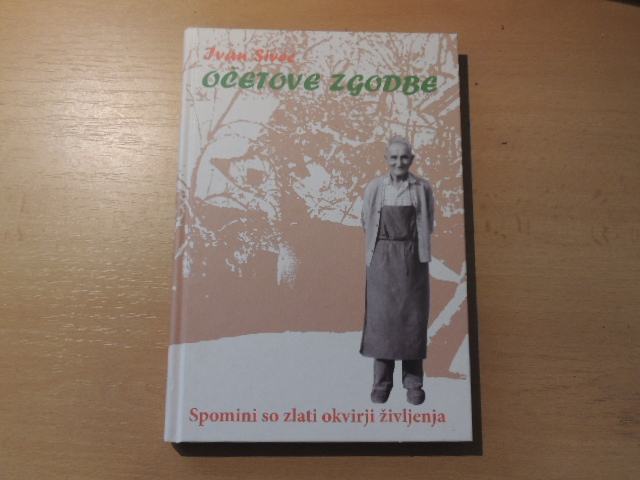 Ivan Sivec
OČETOVE ZGODBE
Spomini so zlati okvirji življenja